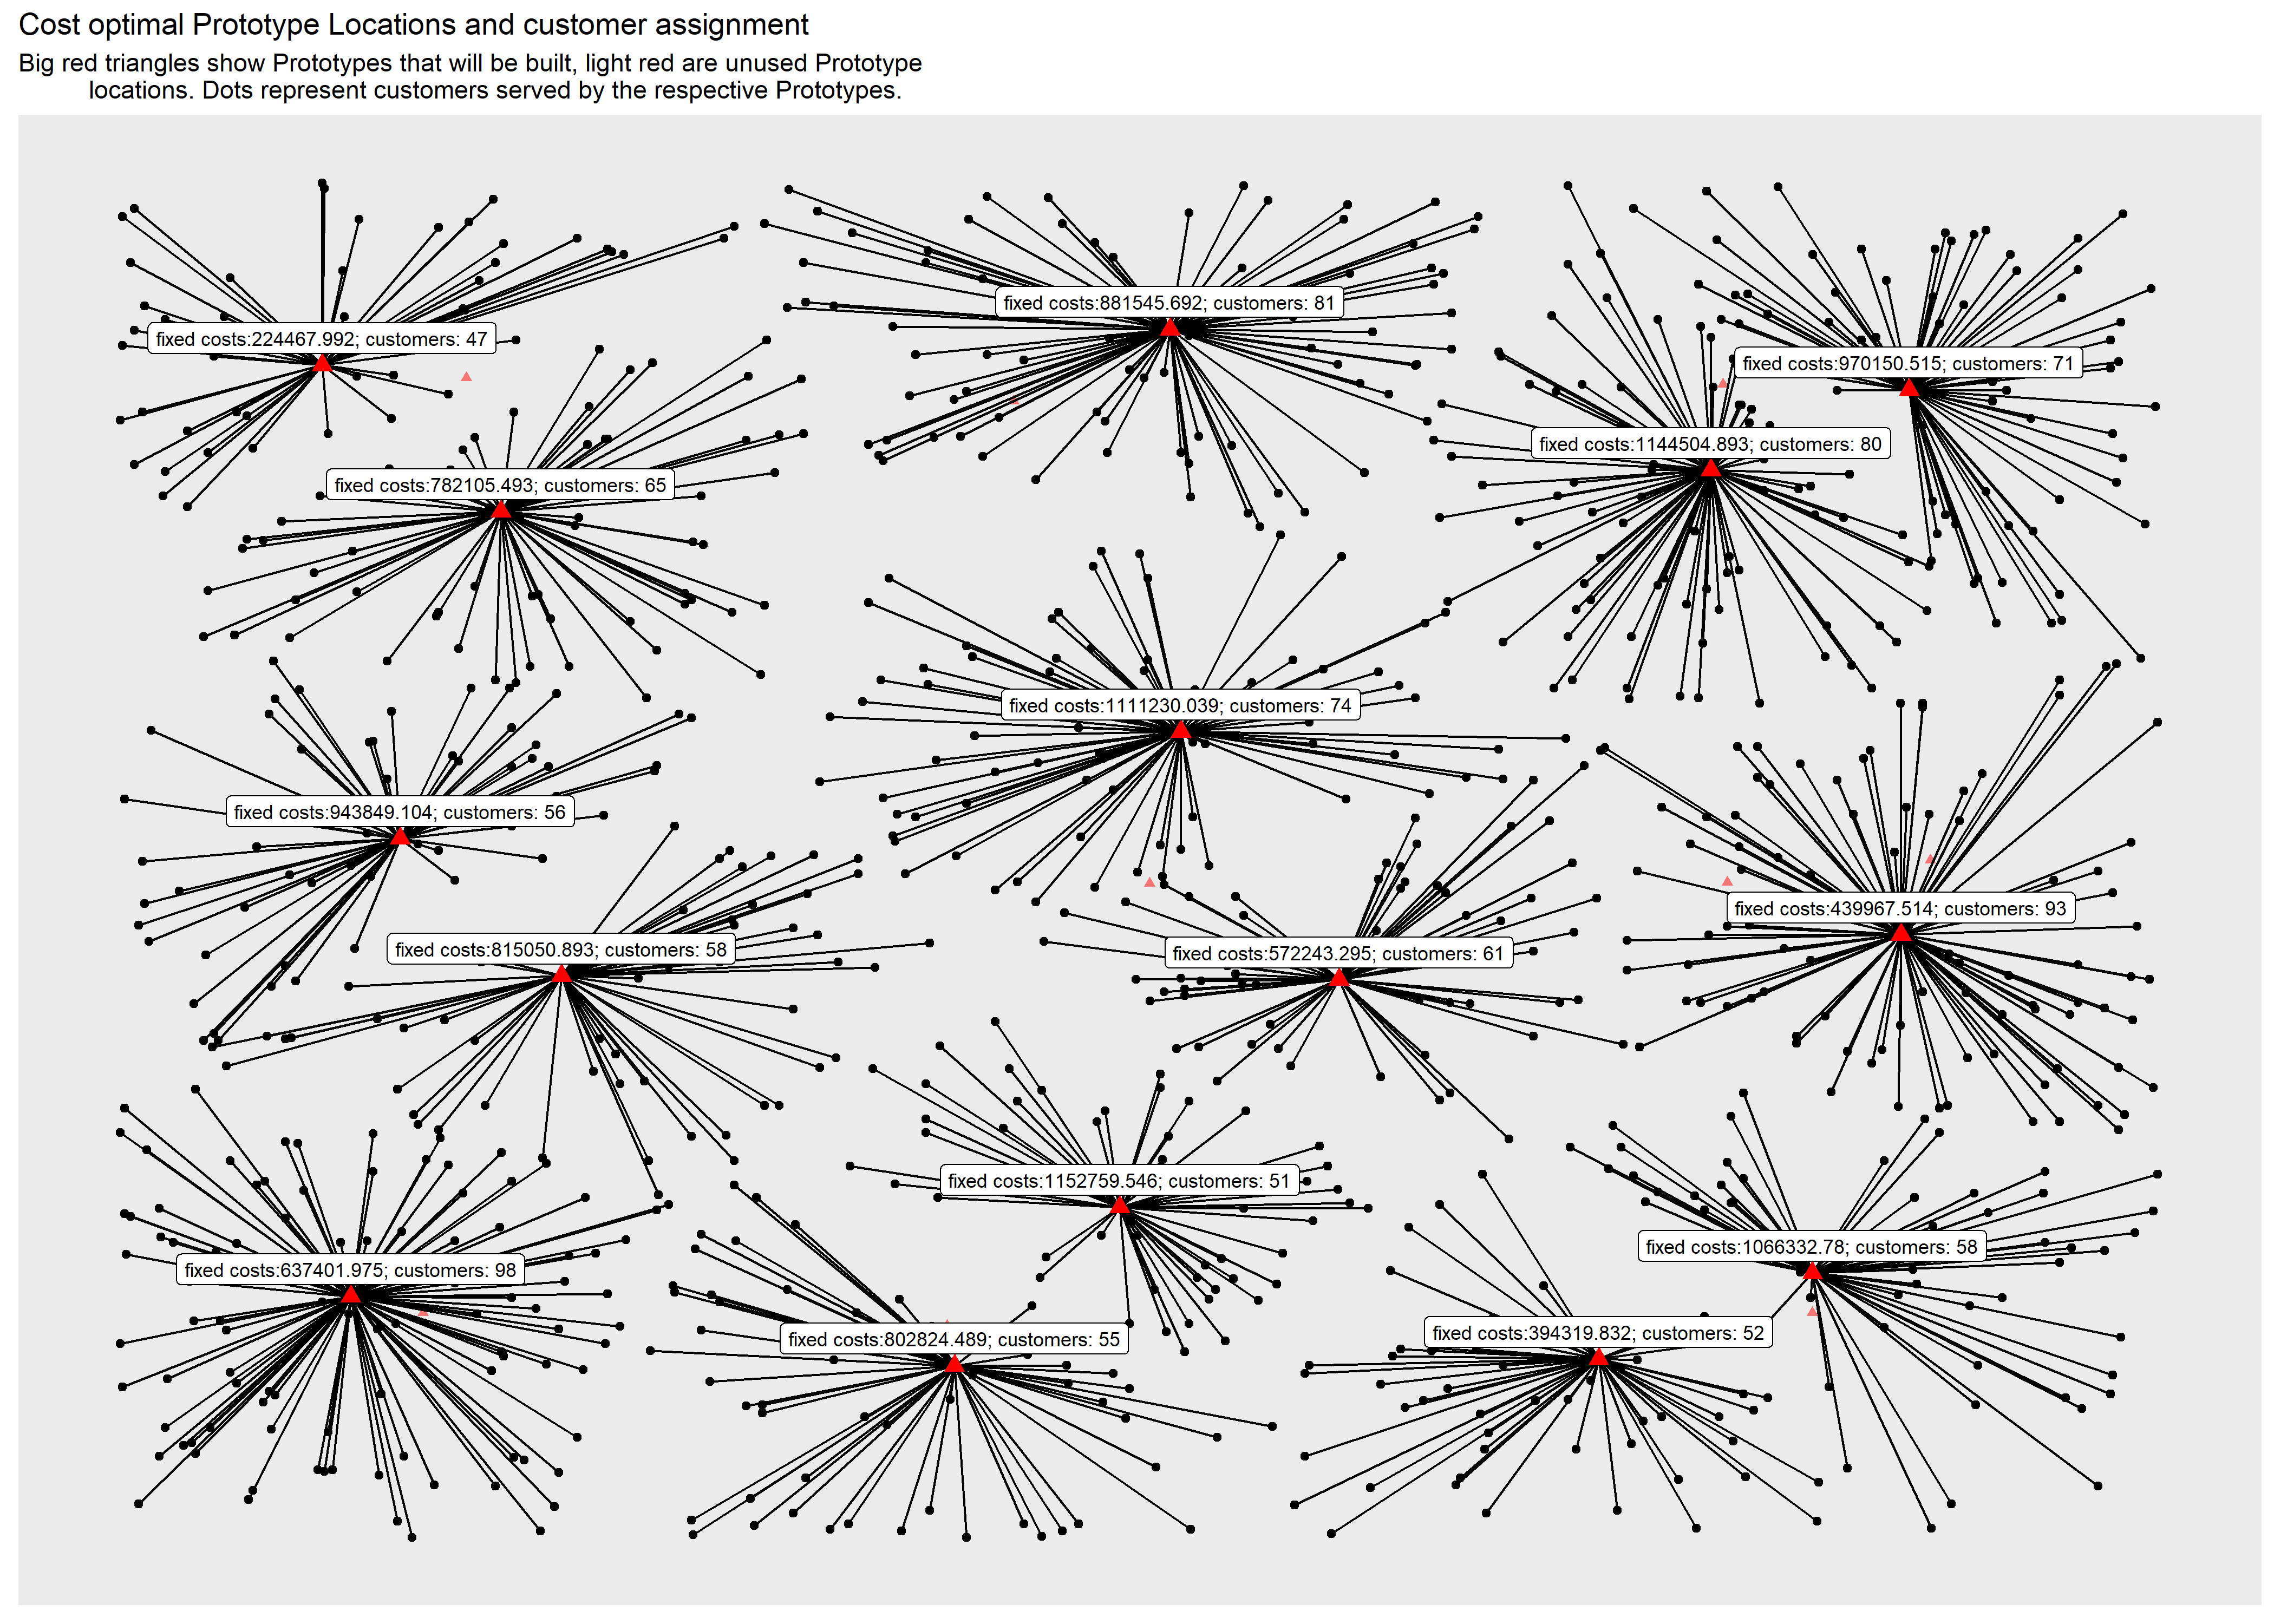 Cost optimal Prototype Locations and customer assignment
Big red triangles show Prototypes that will be built, light red are unused Prototype
locations. Dots represent customers served by the respective Prototypes.
fixed costs:881545.692; customers: 81
fixed costs:224467.992; customers: 47
fixed costs:970150.515; customers: 71
fixed costs:1144504.893; customers: 80
fixed costs:782105.493; customers: 65
fixed costs:1111230.039; customers: 74
fixed costs:943849.104; customers: 56
fixed costs:439967.514; customers: 93
fixed costs:815050.893; customers: 58
fixed costs:572243.295; customers: 61
fixed costs:1152759.546; customers: 51
fixed costs:1066332.78; customers: 58
fixed costs:637401.975; customers: 98
fixed costs:394319.832; customers: 52
fixed costs:802824.489; customers: 55